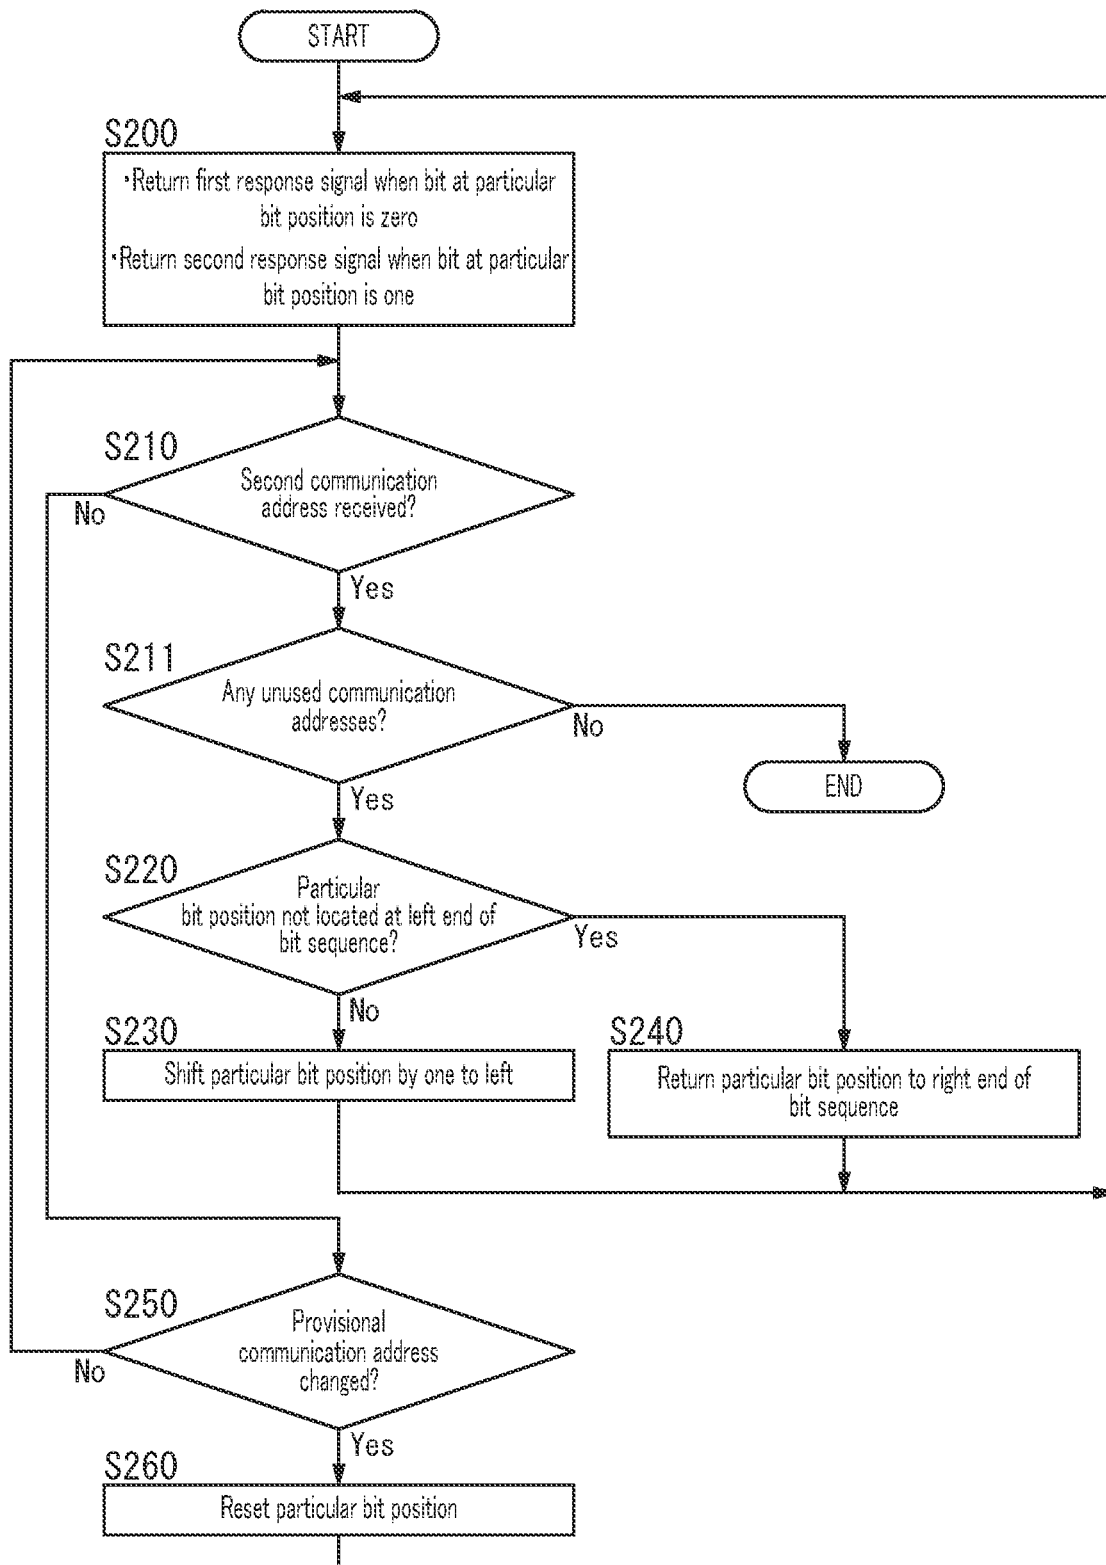 START
S200
・Return first response signal when bit at particular
bit position is zero
・Return second response signal when bit at particular
bit position is one
S210
Second communication
address received?
No
Yes
S211
Any unused communication
addresses?
No
END
Yes
S220
Particular
bit position not located at left end of
bit sequence?
Yes
No
S230
Shift particular bit position by one to left
S240
Return particular bit position to right end of
bit sequence
S250
Provisional
communication address
changed?
No
Yes
S260
Reset particular bit position